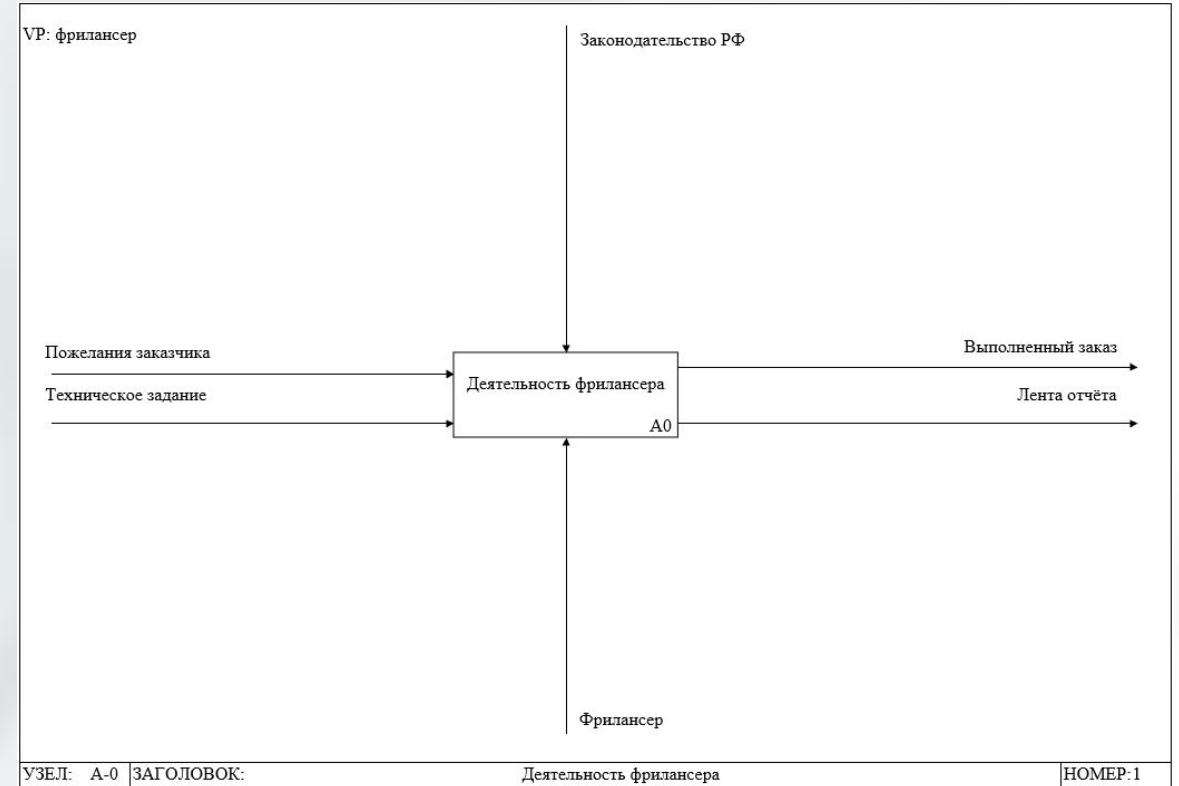 VP: фрилансер
Законодательство РФ
Пожелания заказчика
Техническое задание
Деятельность фрилансера
A0
Выполненный заказ
Лента отчёта
Фрилансер
УЗЕЛ: A-0 ЗАГОЛОВОК: Деятельность фрилансера НОМЕР:1